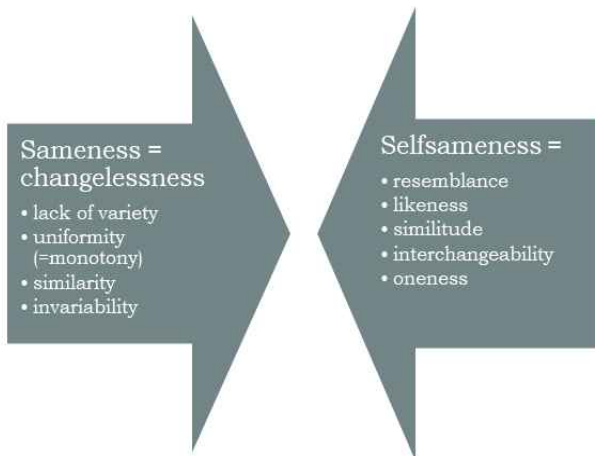 Sameness =
changelessness
• lack of variety
• uniformity
(=monotony)
• similarity
• invariability
Selfsameness =
• resemblance
• likeness
• similitude
• interchangeability
• oneness